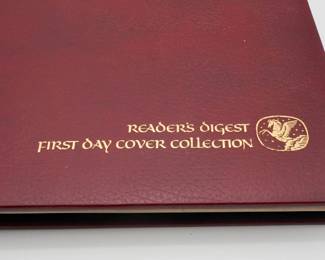 READER'S DIGEST
FIRST DAY COVER COLLECTION